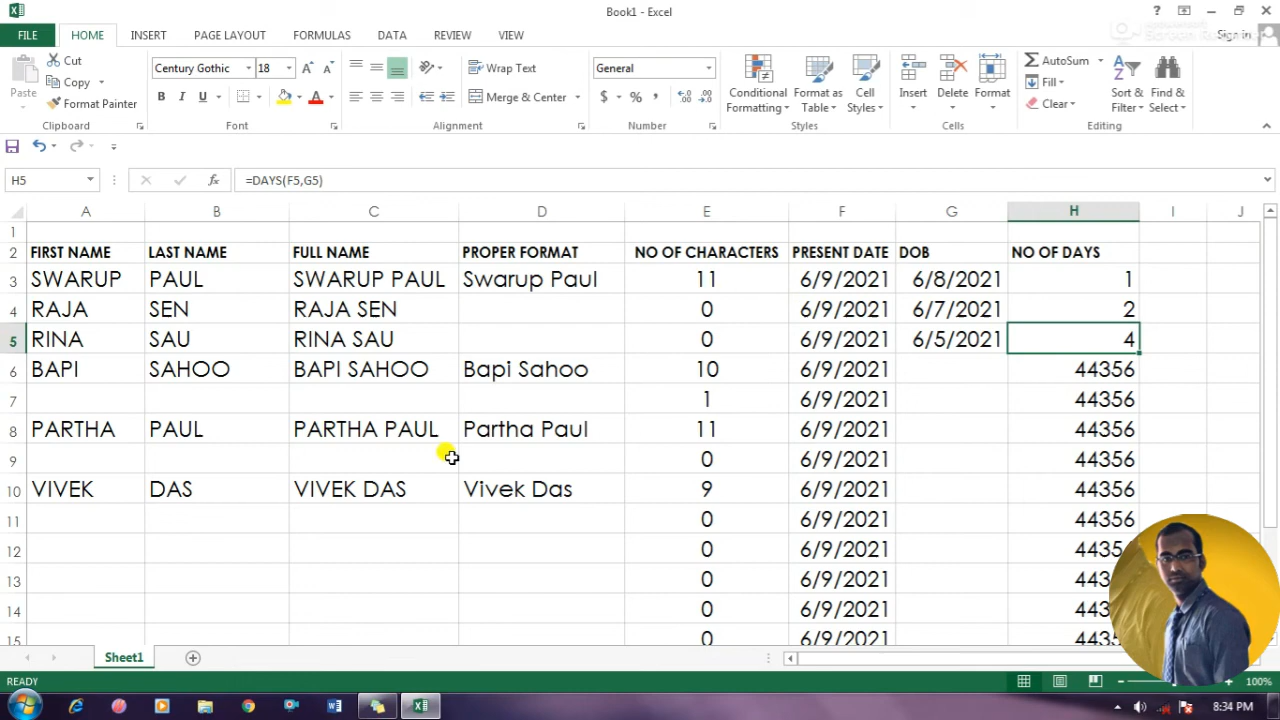 Book1 - Excel
Sign in
FILE HOME INSERT PAGE LAYOUT FORMULAS DATA REVIEW VIEW
Paste Cut Copy Format Painter
Century Gothic 18
B I U A
Wrap Text
Merge & Center
General
$ % ,
Conditional Formatting Format as Table Cell Styles
Insert Delete Format
AutoSum Fill Clear
Sort & Filter Find & Select
Clipboard Font Alignment Number Styles Cells Editing
H5 fx =DAYS(F5,G5)
A B C D E F G H I J
1
2 FIRST NAME LAST NAME FULL NAME PROPER FORMAT NO OF CHARACTERS PRESENT DATE DOB NO OF DAYS
3 SWARUP PAUL SWARUP PAUL Swarup Paul 11 6/9/2021 6/8/2021 1
4 RAJA SEN RAJA SEN 0 6/9/2021 6/7/2021 2
5 RINA SAU RINA SAU 0 6/9/2021 6/5/2021 4
6 BAPI SAHOO BAPI SAHOO Bapi Sahoo 10 6/9/2021 44356
7 1 6/9/2021 44356
8 PARTHA PAUL PARTHA PAUL Partha Paul 11 6/9/2021 44356
9 0 6/9/2021 44356
10 VIVEK DAS VIVEK DAS Vivek Das 9 6/9/2021 44356
11 0 6/9/2021 44356
12 0 6/9/2021
13 0 6/9/2021
14 0 6/9/2021
15 0 6/9/2021
Sheet1
READY 100%
8:34 PM